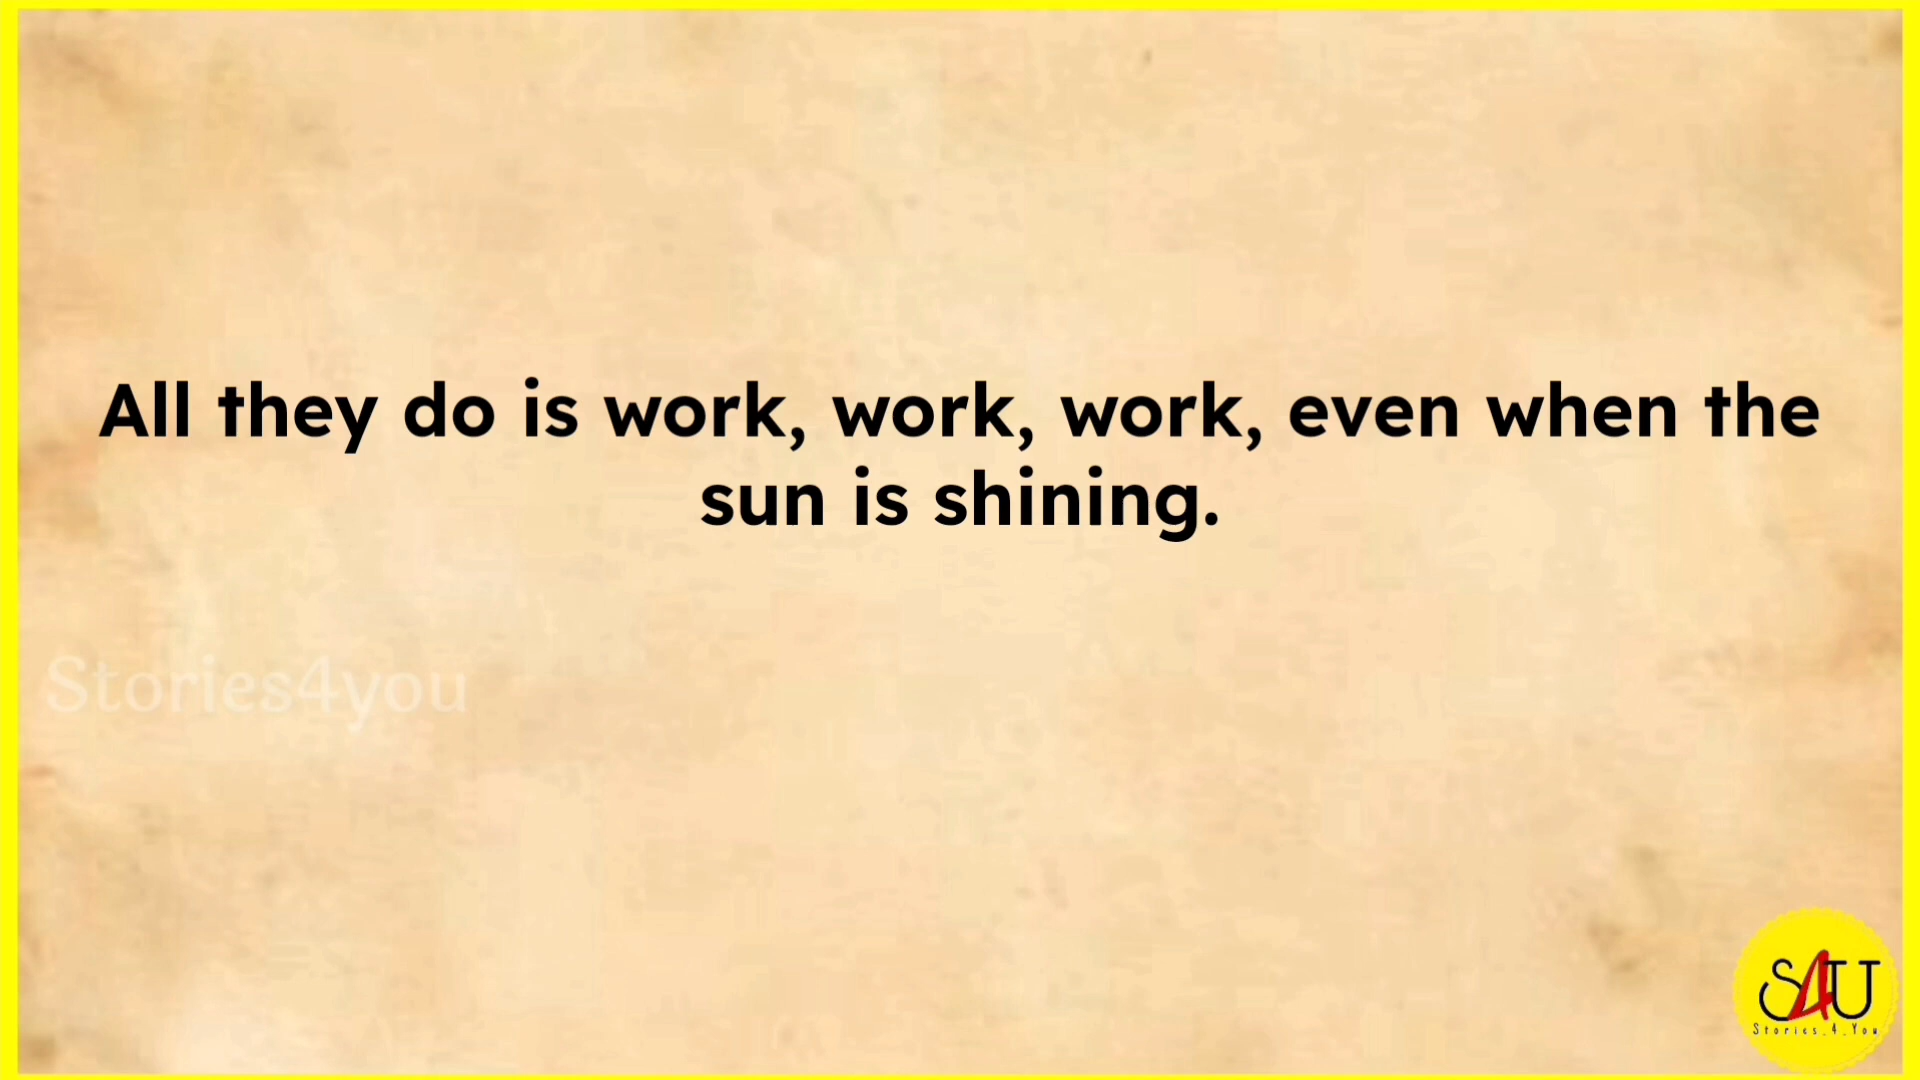 All they do is work, work, work, even when the
sun is shining.
Stories4you
S4U
Stories.4.You